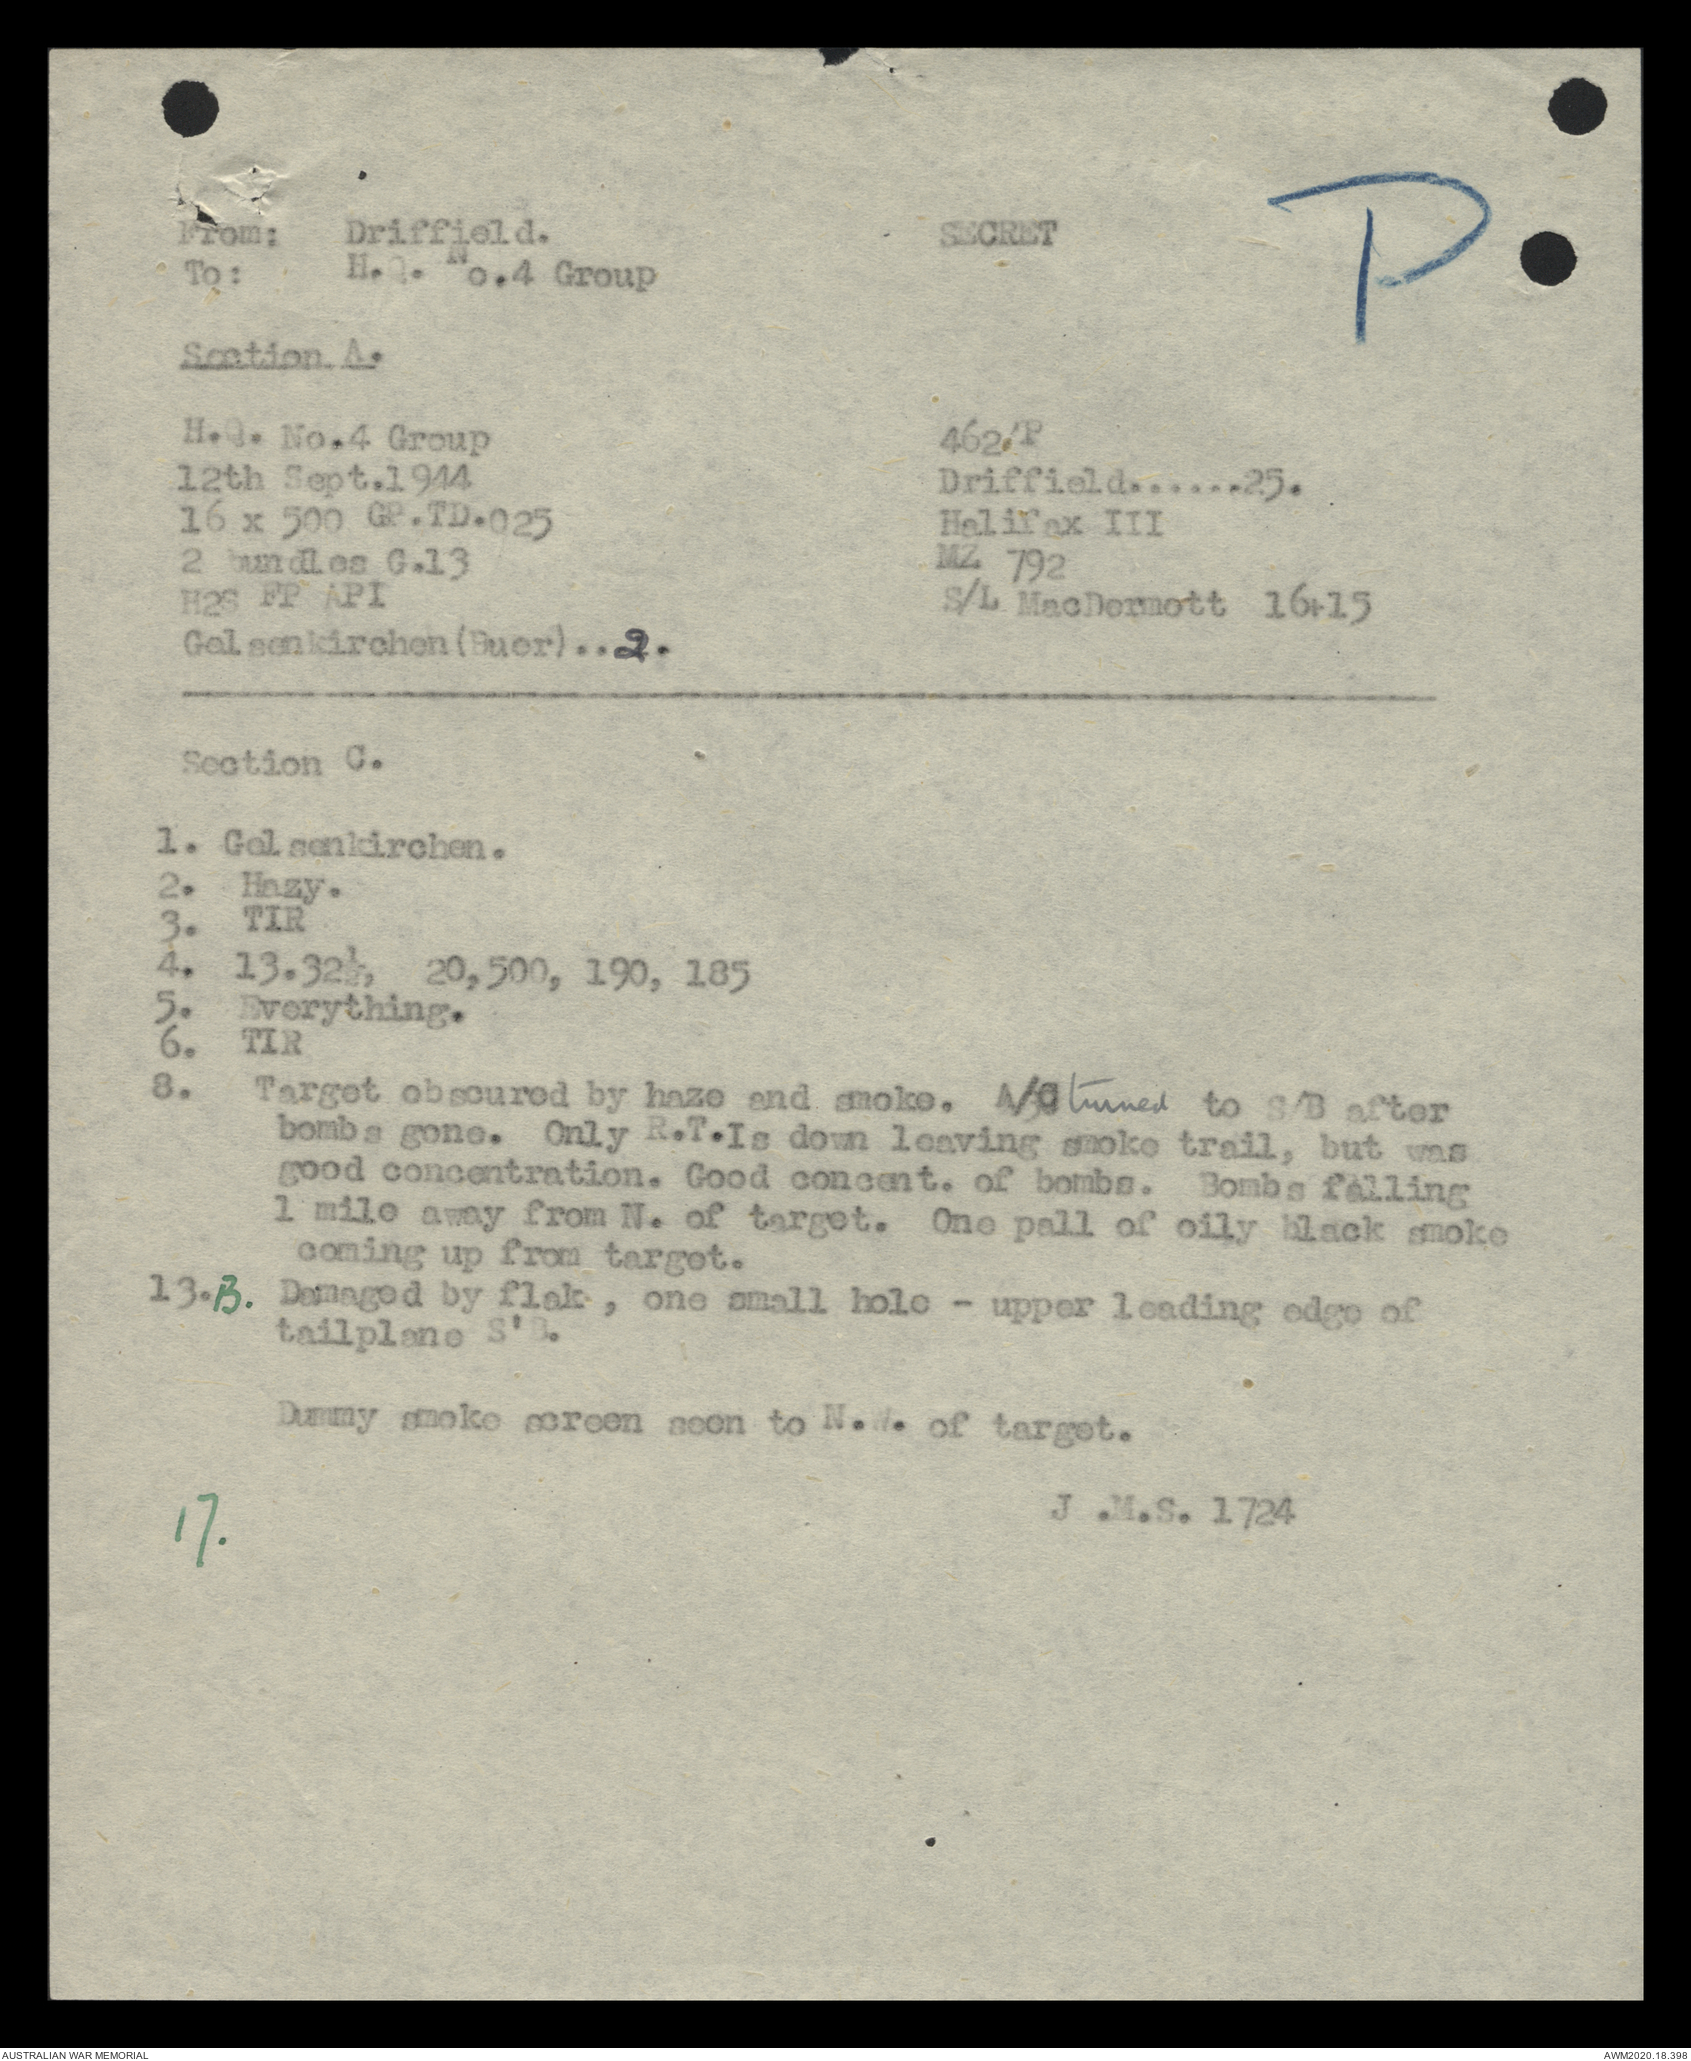 P
From: Driffield. SECRET
To: H.Q. No.4 Group
Section A.
H.Q. No.4 Group 462/P
12th Sept.1944 Driffield......25.
16 x 500 GP.TD.025 Halifax III
2 bundles G.13 MZ 792
H2S FP API S/L MacDermott 16+15
Gelsenkirchen(Buer)..2.
Section C.
1. Gelsenkirchen.
2. Hazy.
3. TIR
4. 13.32½, 20,500, 190, 185
5. Everything.
6. TIR
8. Target obscured by haze and smoke. A/C turned to S/B after
bombs gone. Only R.T.Is down leaving smoke trail, but was
good concentration. Good concent. of bombs. Bombs falling
1 mile away from N. of target. One pall of oily black smoke
coming up from target.
13.B. Damaged by flak , one small hole - upper leading edge of
tailplane S'B.
Dummy smoke screen seen to N.W. of target.
J .M.S. 1724
17.
AUSTRALIAN WAR MEMORIAL AWM2020.18.398